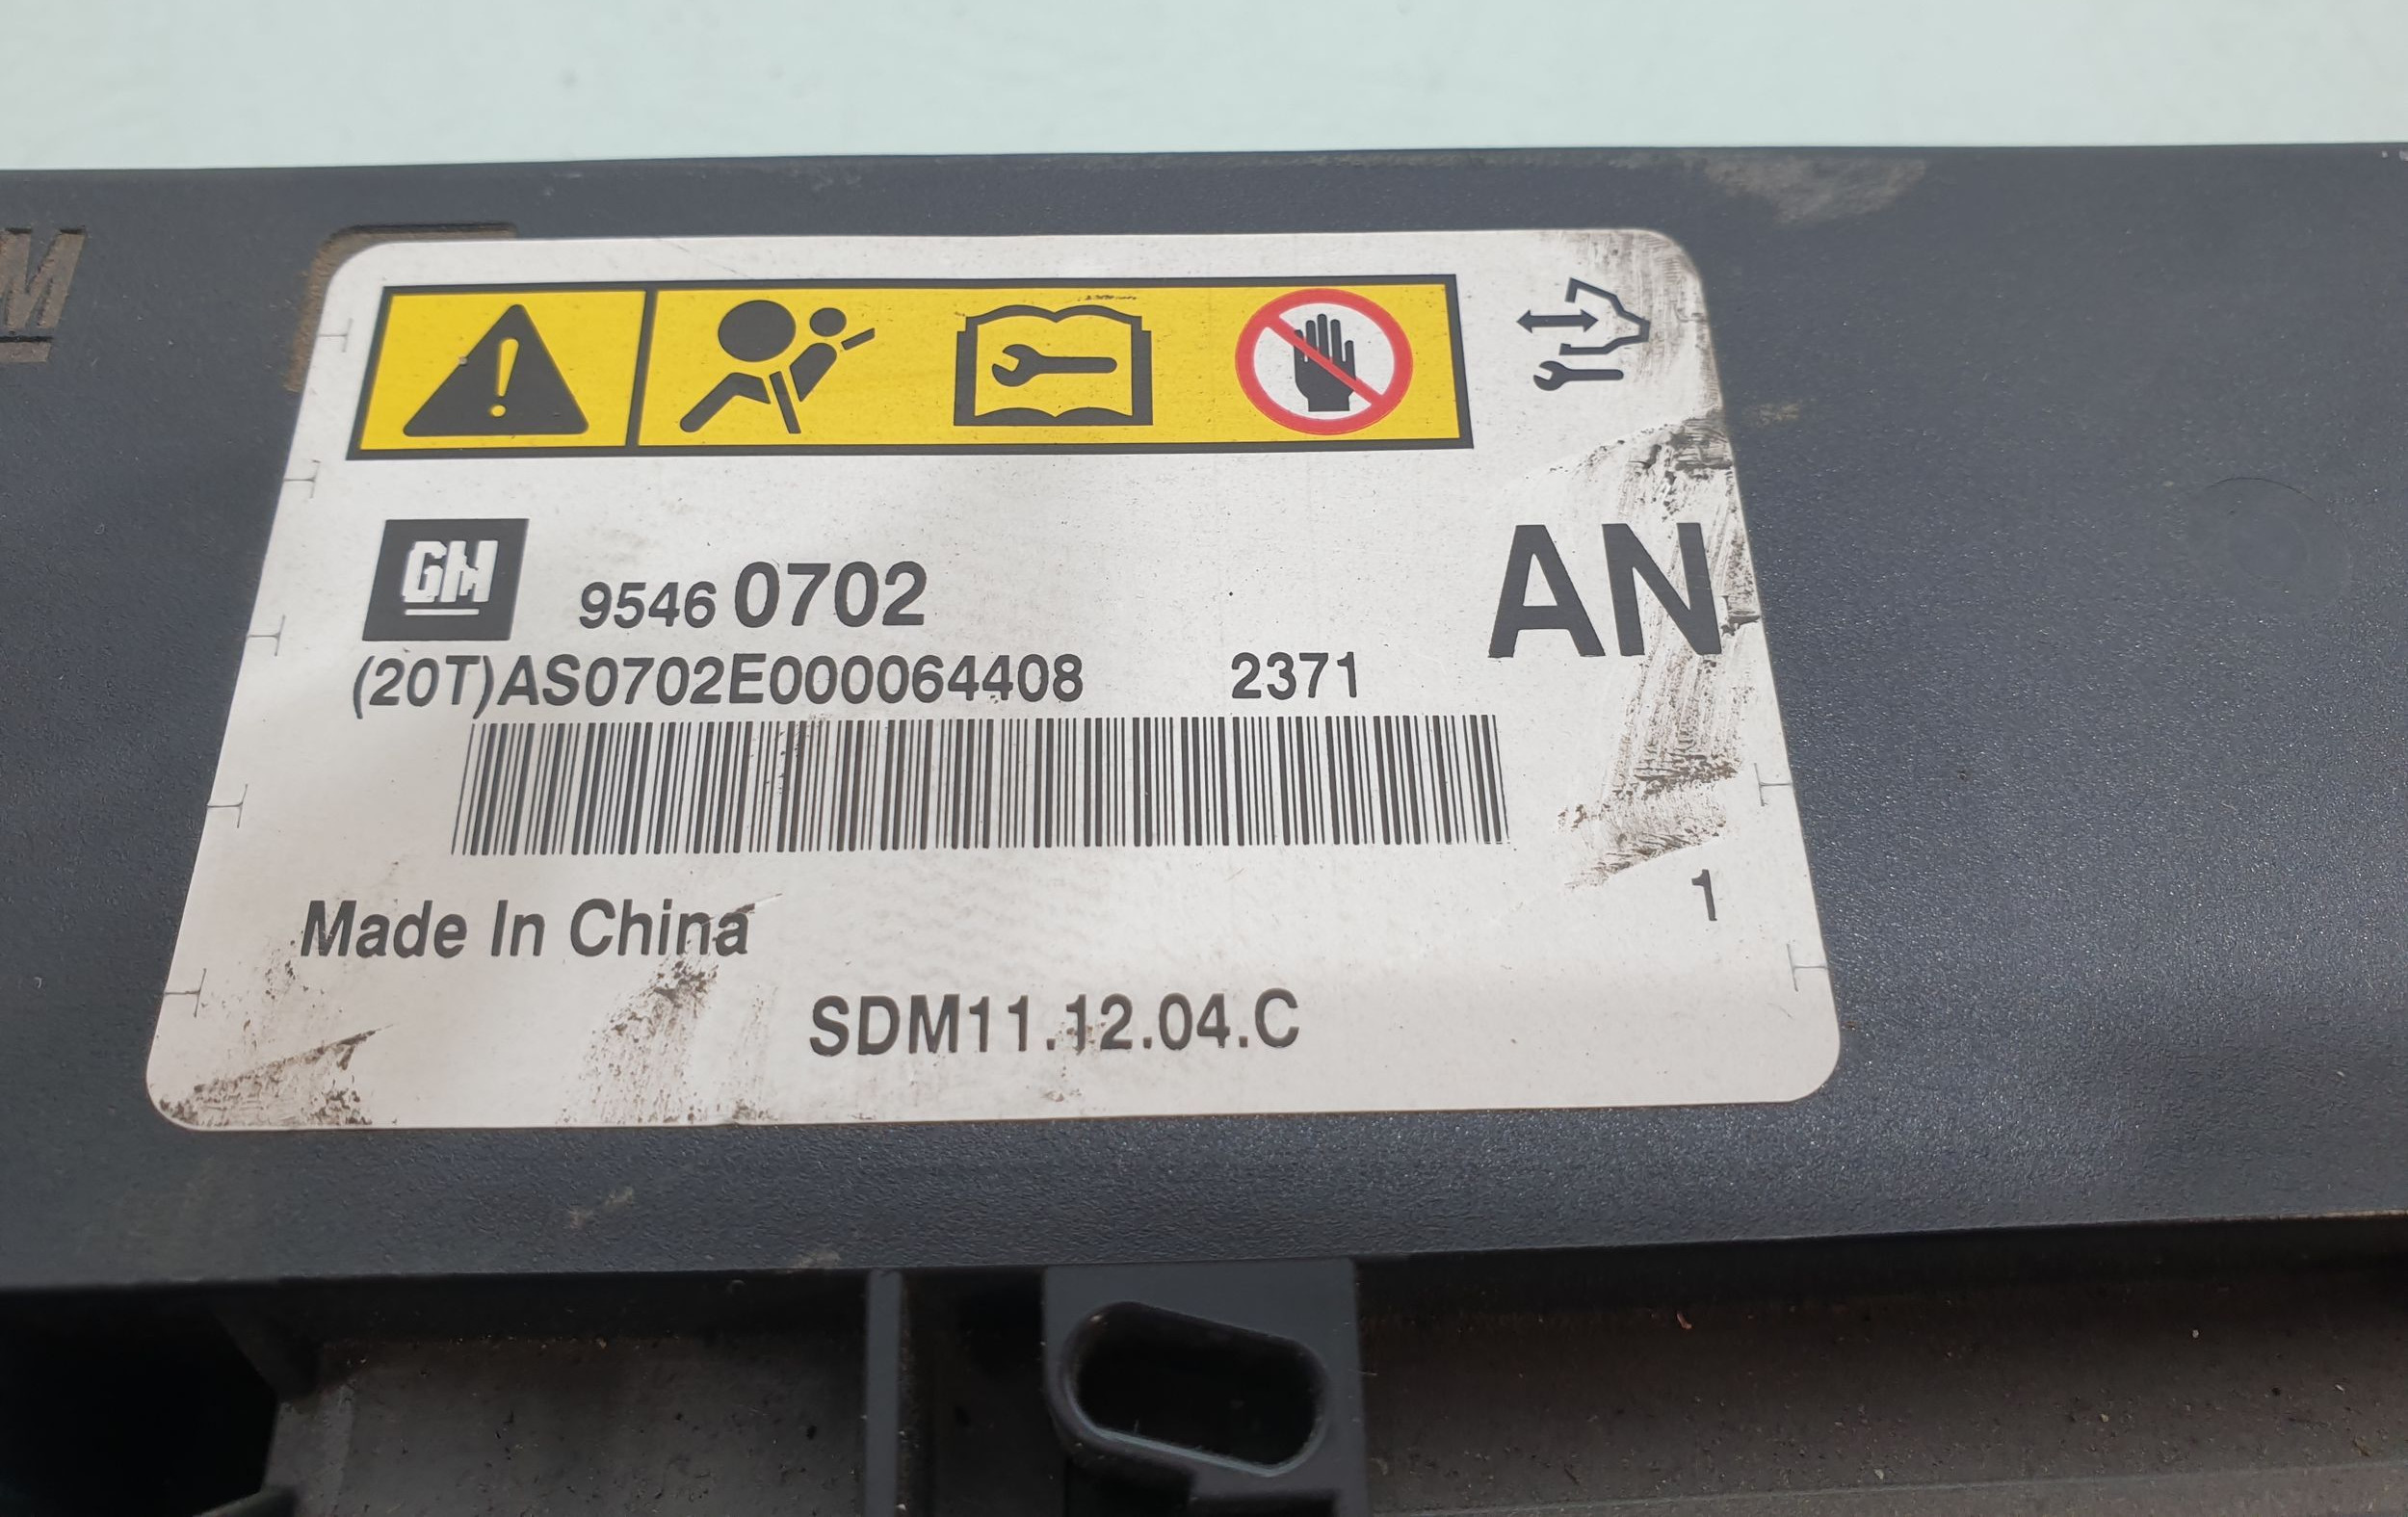 M
GM
9546 0702
AN
(20T)AS0702E000064408 2371
1
Made In China
SDM11.12.04.C